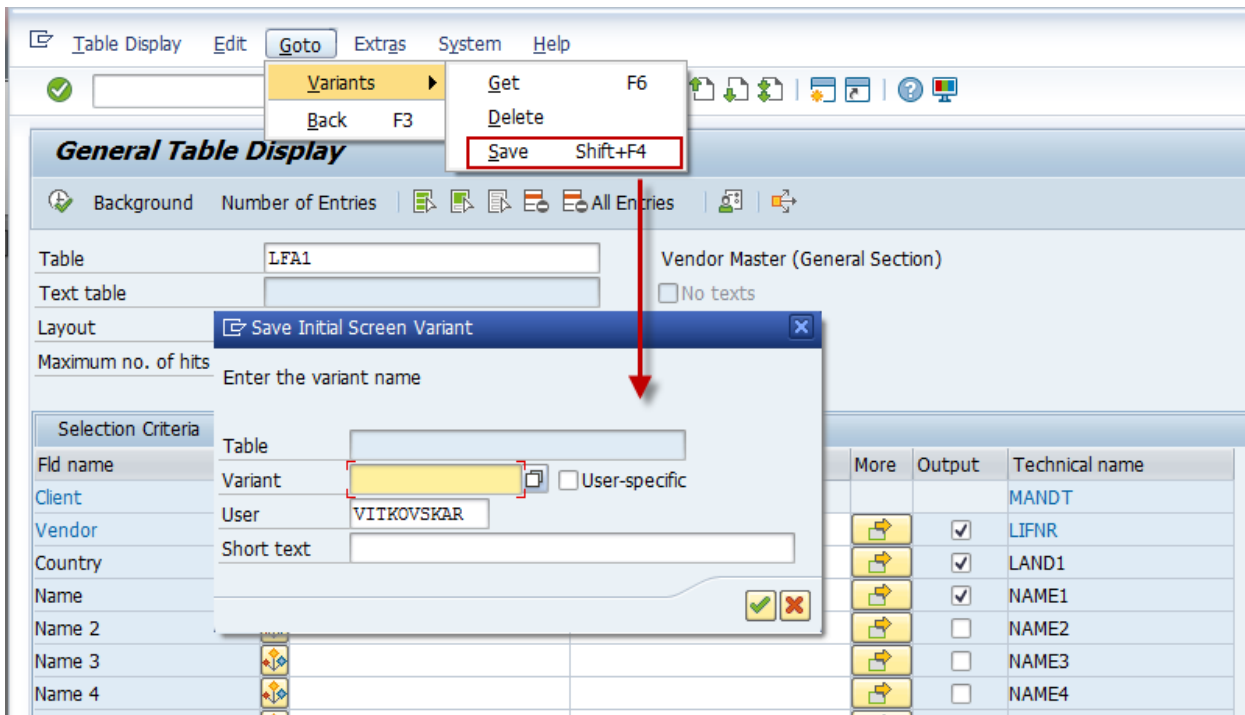 Table Display Edit Goto Extras System Help
Variants
Get F6
Back F3
Delete
Save Shift+F4
General Table Display
Background Number of Entries All Entries
Table LFA1 Vendor Master (General Section)
Text table No texts
Layout
Maximum no. of hits
Save Initial Screen Variant
Enter the variant name
Table
Variant User-specific
User VITKOVSKAR
Short text
Selection Criteria
Fld name More Output Technical name
Client MANDT
Vendor LIFNR
Country LAND1
Name NAME1
Name 2 NAME2
Name 3 NAME3
Name 4 NAME4